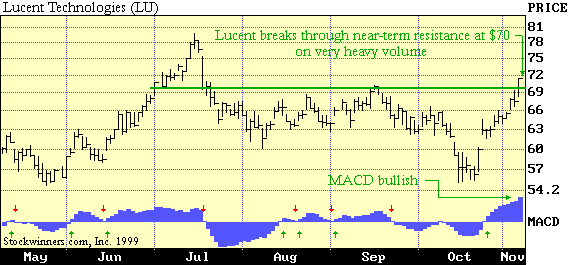 Lucent Technologies (LU)
PRICE
Lucent breaks through near-term resistance at $70
on very heavy volume
81
78
75
72
69
66
63
60
57
54.2
MACD bullish
MACD
Stockwinners.com, Inc. 1999
May Jun Jul Aug Sep Oct Nov